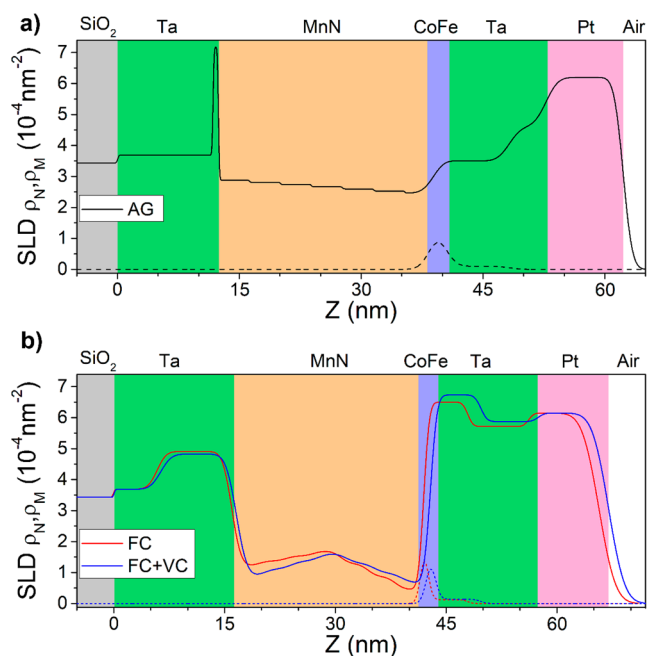 a)
SiO₂ Ta MnN CoFe Ta Pt Air
7
6
5
4
3
2
1
0
SLD ρN,ρM (10⁻⁴nm⁻²)
AG
0 15 30 45 60
Z (nm)
b)
SiO₂ Ta MnN CoFe Ta Pt Air
7
6
5
4
3
2
1
0
SLD ρN,ρM (10⁻⁴nm⁻²)
FC
FC+VC
0 15 30 45 60
Z (nm)